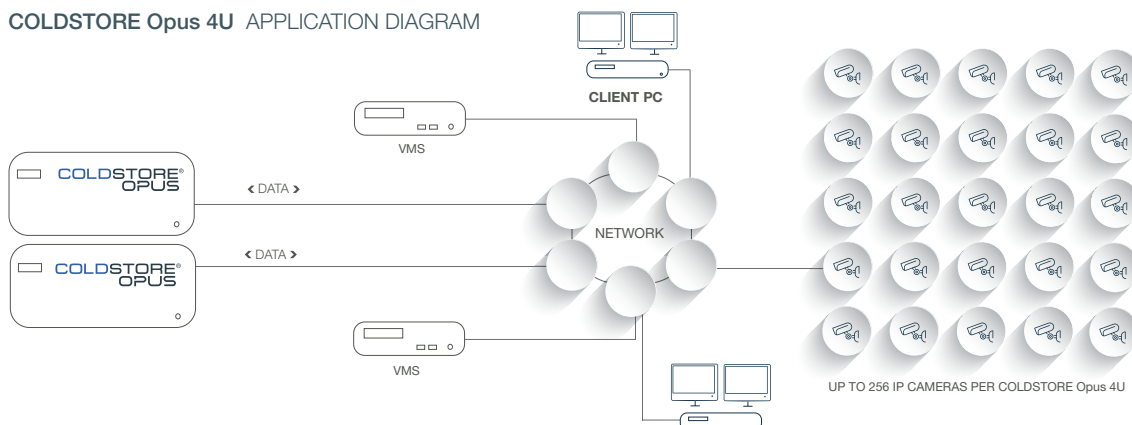 COLDSTORE Opus 4U APPLICATION DIAGRAM
CLIENT PC
VMS
COLDSTORE®
OPUS
< DATA >
NETWORK
< DATA >
COLDSTORE®
OPUS
VMS
UP TO 256 IP CAMERAS PER COLDSTORE Opus 4U